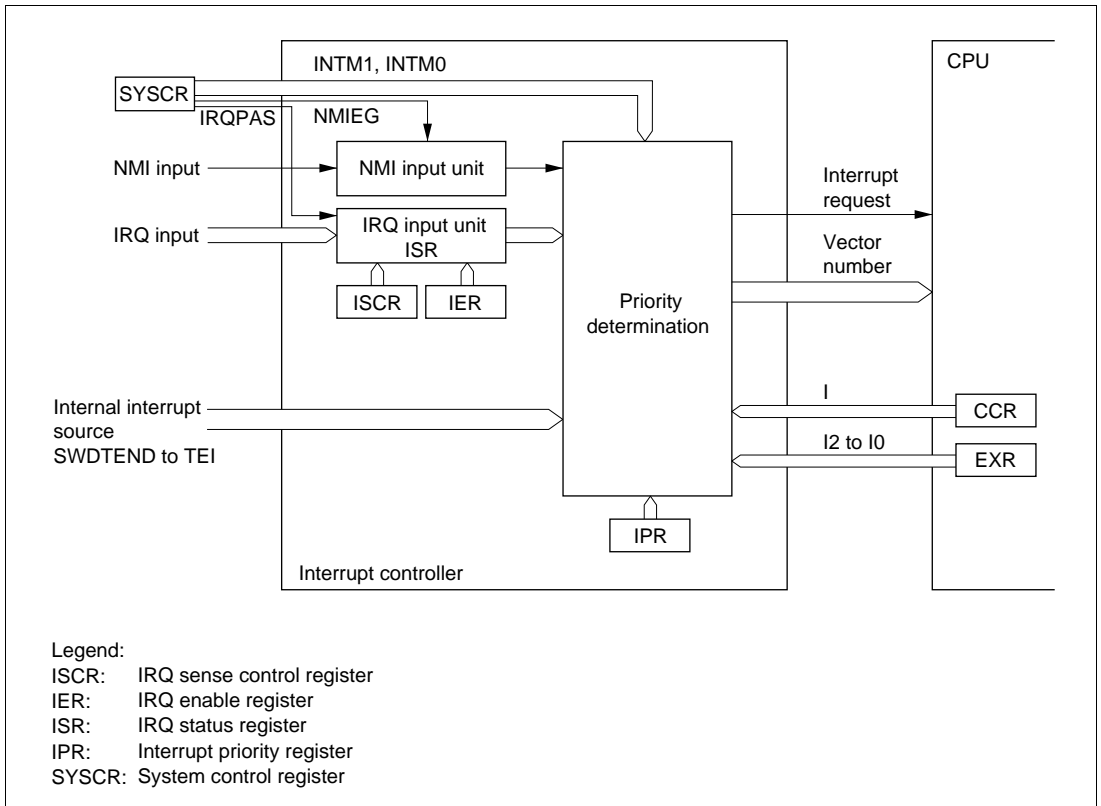 INTM1, INTM0
CPU
SYSCR
IRQPAS
NMIEG
NMI input
NMI input unit
Interrupt
request
IRQ input
IRQ input unit
ISR
Vector
number
ISCR
IER
Priority
determination
Internal interrupt
source
SWDTEND to TEI
I
CCR
I2 to I0
EXR
IPR
Interrupt controller
Legend:
ISCR: IRQ sense control register
IER: IRQ enable register
ISR: IRQ status register
IPR: Interrupt priority register
SYSCR: System control register